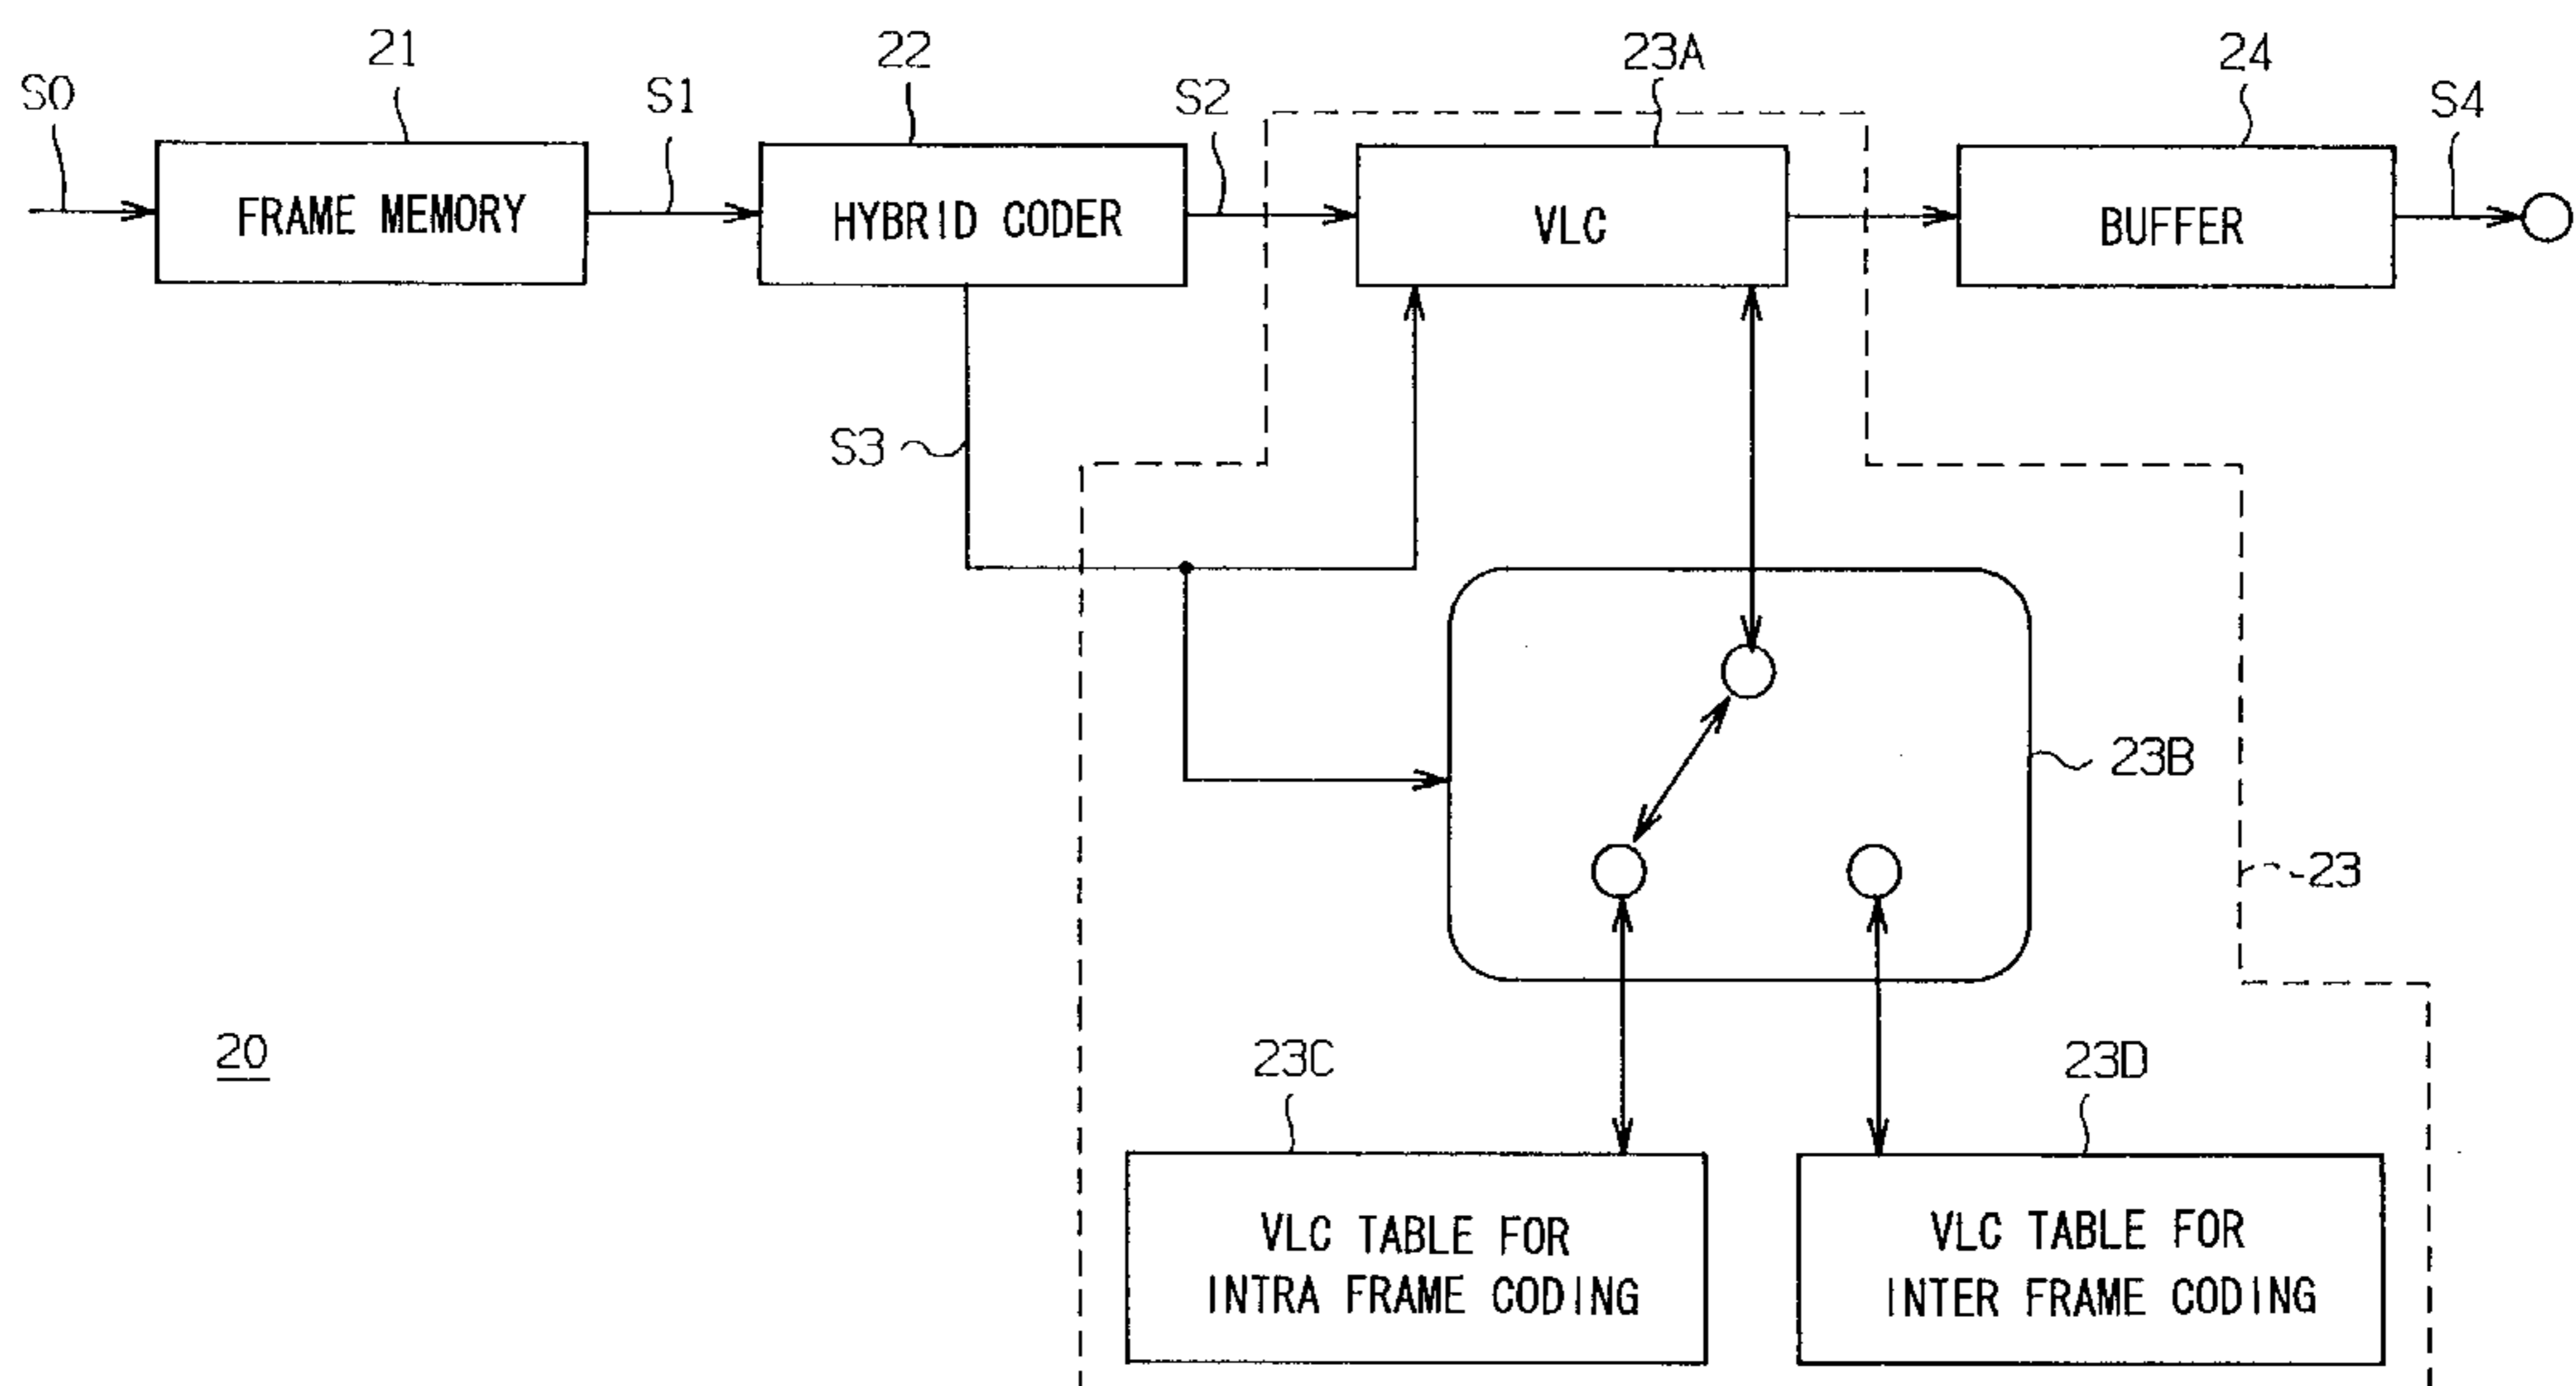 S0
21
S1
22
S2
23A
24
S4
FRAME MEMORY
HYBRID CODER
VLC
BUFFER
S3
23B
23
20
23C
23D
VLC TABLE FOR
INTRA FRAME CODING
VLC TABLE FOR
INTER FRAME CODING